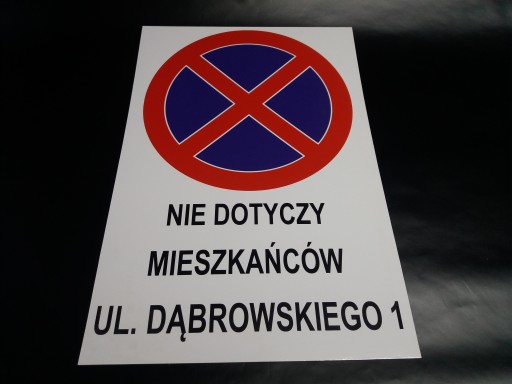 NIE DOTYCZY
MIESZKAŃCÓW
UL. DĄBROWSKIEGO 1